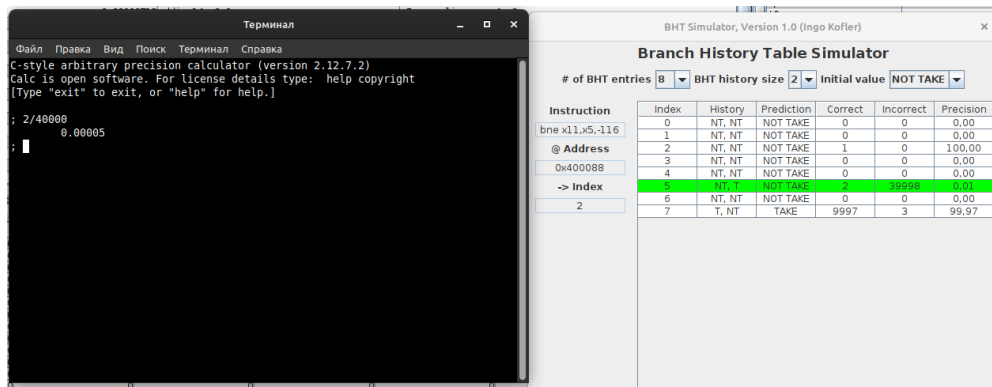 Терминал
Файл Правка Вид Поиск Терминал Справка
C-style arbitrary precision calculator (version 2.12.7.2)
Calc is open software. For license details type:  help copyright
[Type "exit" to exit, or "help" for help.]
; 2/40000
0.00005
;
BHT Simulator, Version 1.0 (Ingo Kofler)
Branch History Table Simulator
# of BHT entries 8 BHT history size 2 Initial value NOT TAKE
Instruction
bne x11,x5,-116
@ Address
0x400088
-> Index
2
Index History Prediction Correct Incorrect Precision
0 NT, NT NOT TAKE 0 0 0,00
1 NT, NT NOT TAKE 0 0 0,00
2 NT, NT NOT TAKE 1 0 100,00
3 NT, NT NOT TAKE 0 0 0,00
4 NT, NT NOT TAKE 0 0 0,00
5 NT, T NOT TAKE 2 39998 0,01
6 NT, NT NOT TAKE 0 0 0,00
7 T, NT TAKE 9997 3 99,97